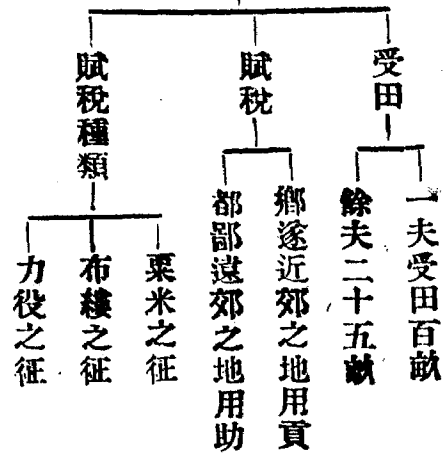 受田
一夫受田百畝
餘夫二十五畝
賦稅
鄉遂近郊之地用貢
都鄙遠郊之地用助
賦稅種類
粟米之征
布縷之征
力役之征